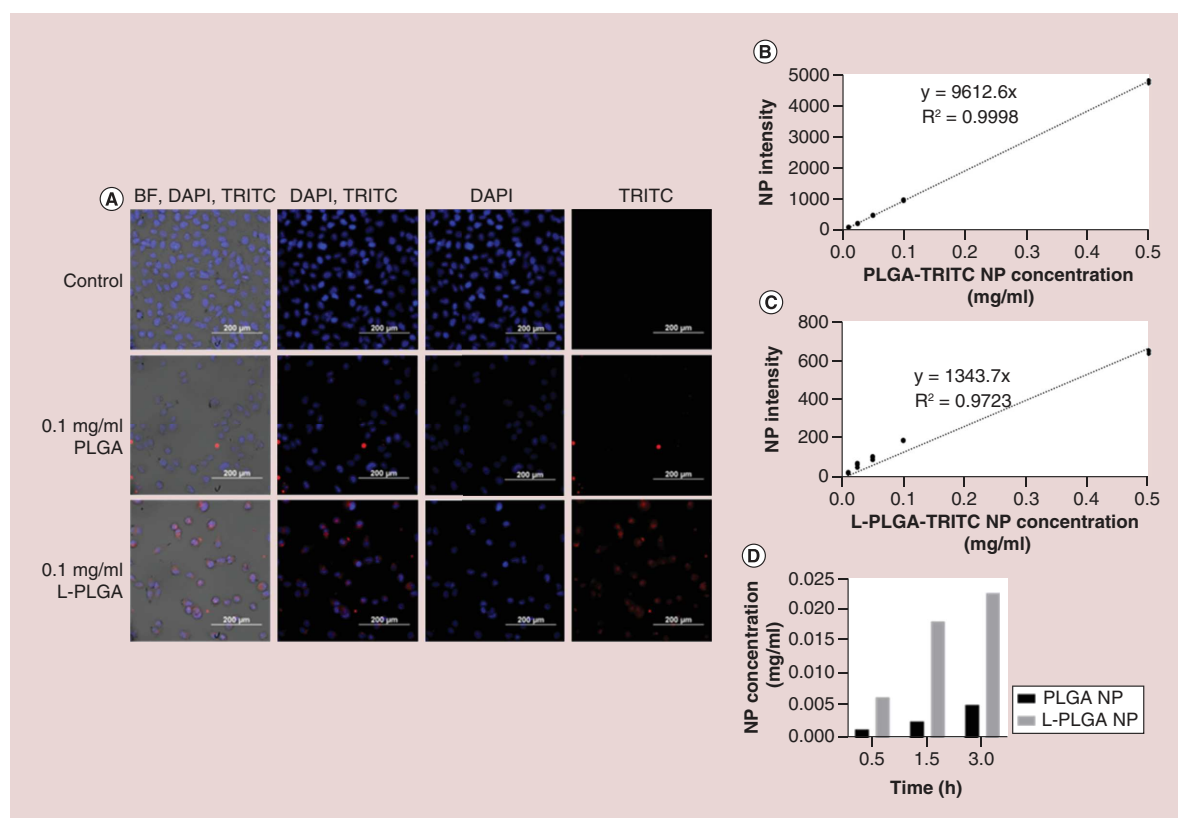 A
BF, DAPI, TRITC
DAPI, TRITC
DAPI
TRITC
Control
200 µm
200 µm
200 µm
200 µm
0.1 mg/ml
PLGA
200 µm
200 µm
200 µm
200 µm
0.1 mg/ml
L-PLGA
200 µm
200 µm
200 µm
200 µm
B
NP intensity
5000
4000
3000
2000
1000
0
y = 9612.6x
R² = 0.9998
0.0 0.1 0.2 0.3 0.4 0.5
PLGA-TRITC NP concentration
(mg/ml)
C
NP intensity
800
600
400
200
0
y = 1343.7x
R² = 0.9723
0.0 0.1 0.2 0.3 0.4 0.5
L-PLGA-TRITC NP concentration
(mg/ml)
D
NP concentration
(mg/ml)
0.025
0.020
0.015
0.010
0.005
0.000
0.5 1.5 3.0
Time (h)
PLGA NP
L-PLGA NP